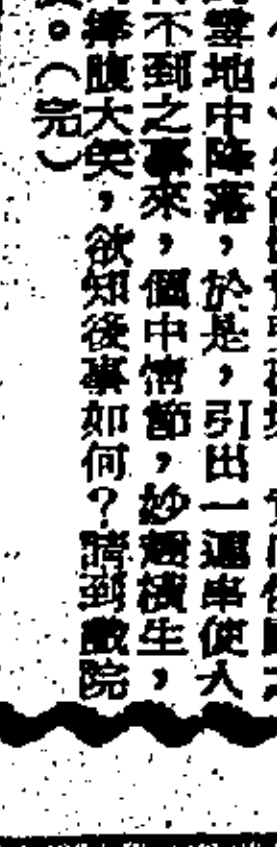 雪地中降落，於是，引出一連串使人
不到之事來，個中情節，妙趣橫生，
捧腹大笑，欲知後事如何？請到戲院
。（完）